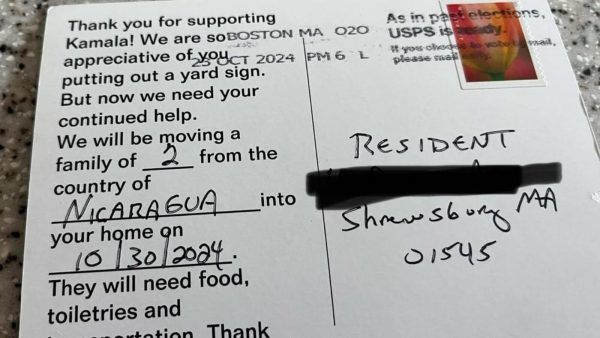 Thank you for supporting
Kamala! We are so
appreciative of you
putting out a yard sign.
But now we need your
continued help.
We will be moving a
family of 2 from the
country of
NICARAGUA into
your home on
10/30/2024.
They will need food,
toiletries and
transportation. Thank
BOSTON MA 020
23 OCT 2024 PM 6 L
As in past elections,
USPS is ready.
If you choose to vote by mail,
please mail early.
RESIDENT
Shrewsbury MA
01545